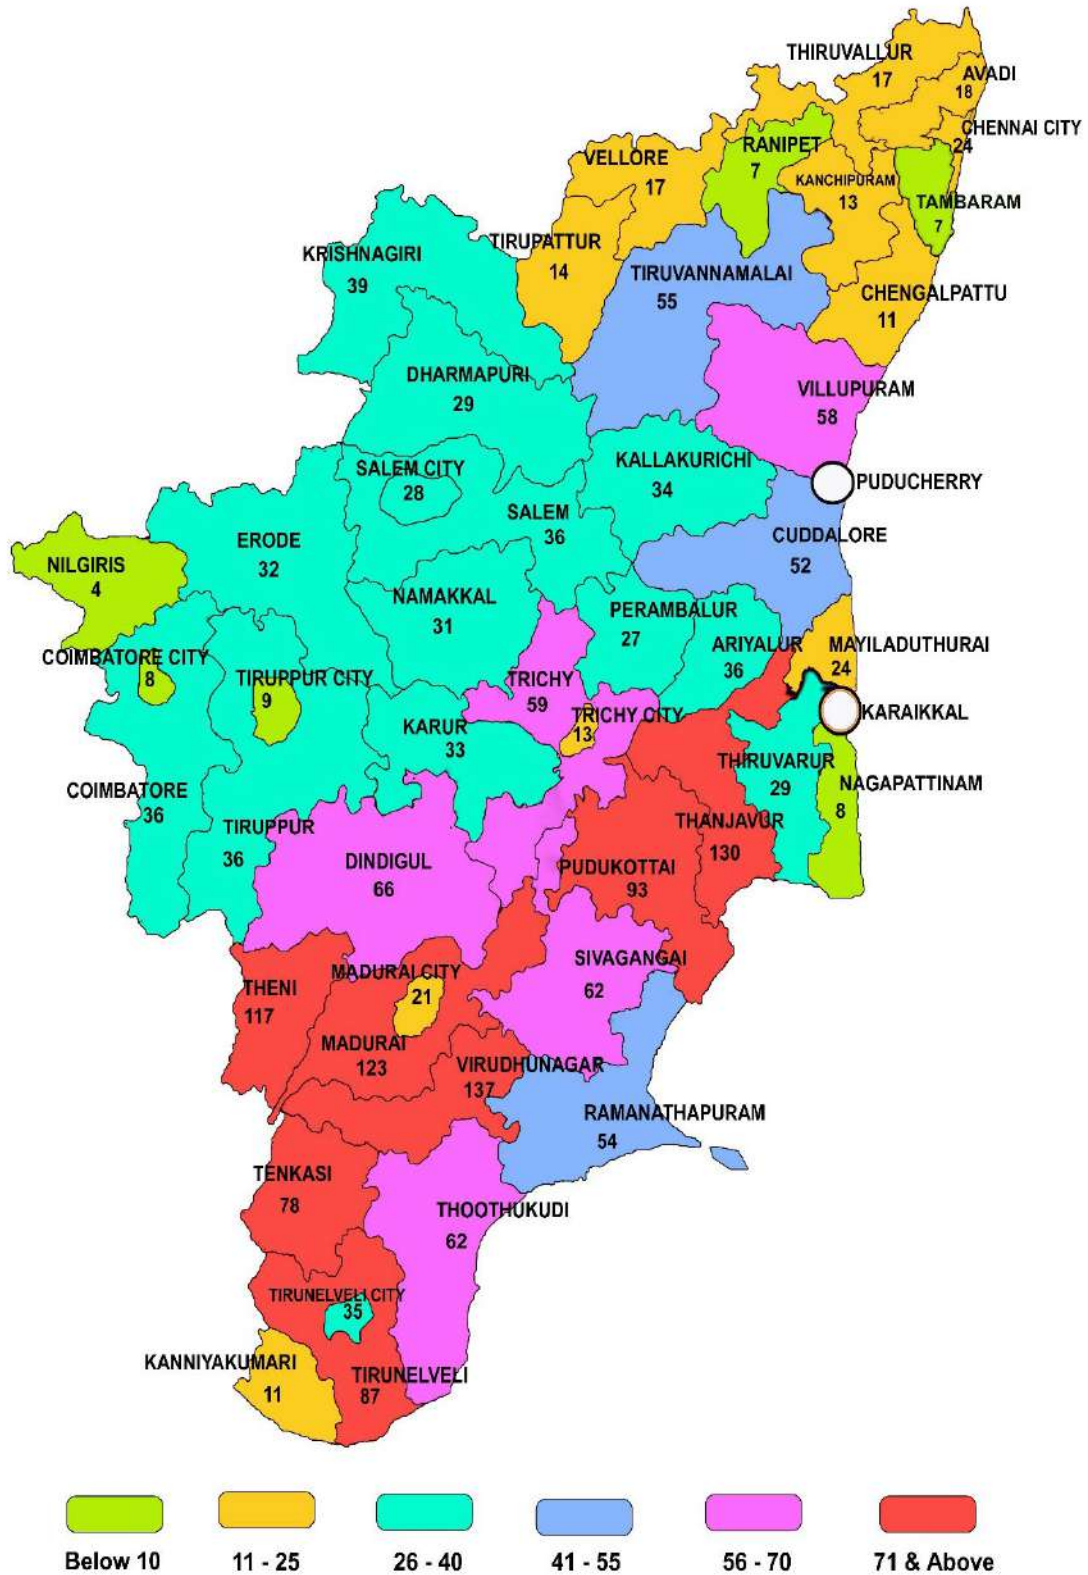 THIRUVALLUR
17
AVADI
18
CHENNAI CITY
24
RANIPET
7
VELLORE
17
KANCHIPURAM
13
TAMBARAM
7
TIRUPATTUR
14
KRISHNAGIRI
39
TIRUVANNAMALAI
55
CHENGALPATTU
11
DHARMAPURI
29
VILLUPURAM
58
SALEM CITY
28
KALLAKURICHI
34
PUDUCHERRY
SALEM
36
CUDDALORE
52
ERODE
32
NILGIRIS
4
NAMAKKAL
31
PERAMBALUR
27
ARIYALUR
36
MAYILADUTHURAI
24
COIMBATORE CITY
8
TIRUPPUR CITY
9
TRICHY
59
TRICHY CITY
13
KARAIKKAL
KARUR
33
THIRUVARUR
29
NAGAPATTINAM
8
COIMBATORE
36
TIRUPPUR
36
THANJAVUR
130
DINDIGUL
66
PUDUKOTTAI
93
SIVAGANGAI
62
MADURAI CITY
21
THENI
117
MADURAI
123
VIRUDHUNAGAR
137
RAMANATHAPURAM
54
TENKASI
78
THOOTHUKUDI
62
TIRUNELVELI CITY
35
KANNIYAKUMARI
11
TIRUNELVELI
87
Below 10
11 - 25
26 - 40
41 - 55
56 - 70
71 & Above